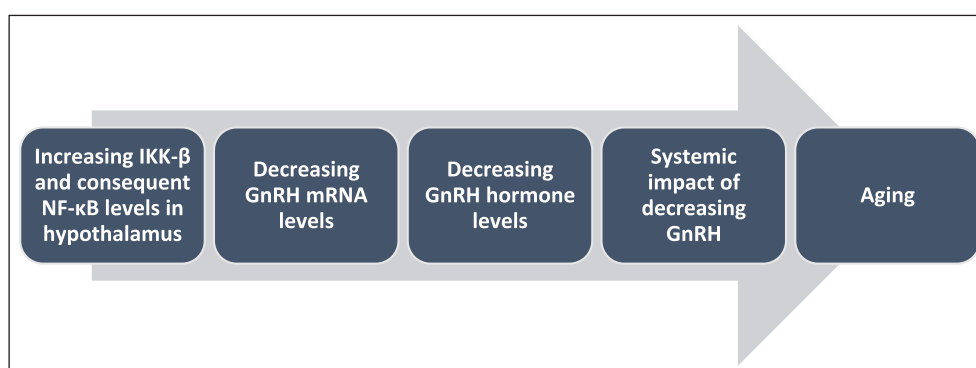 Increasing IKK-β
and consequent
NF-κB levels in
hypothalamus
Decreasing
GnRH mRNA
levels
Decreasing
GnRH hormone
levels
Systemic
impact of
decreasing
GnRH
Aging